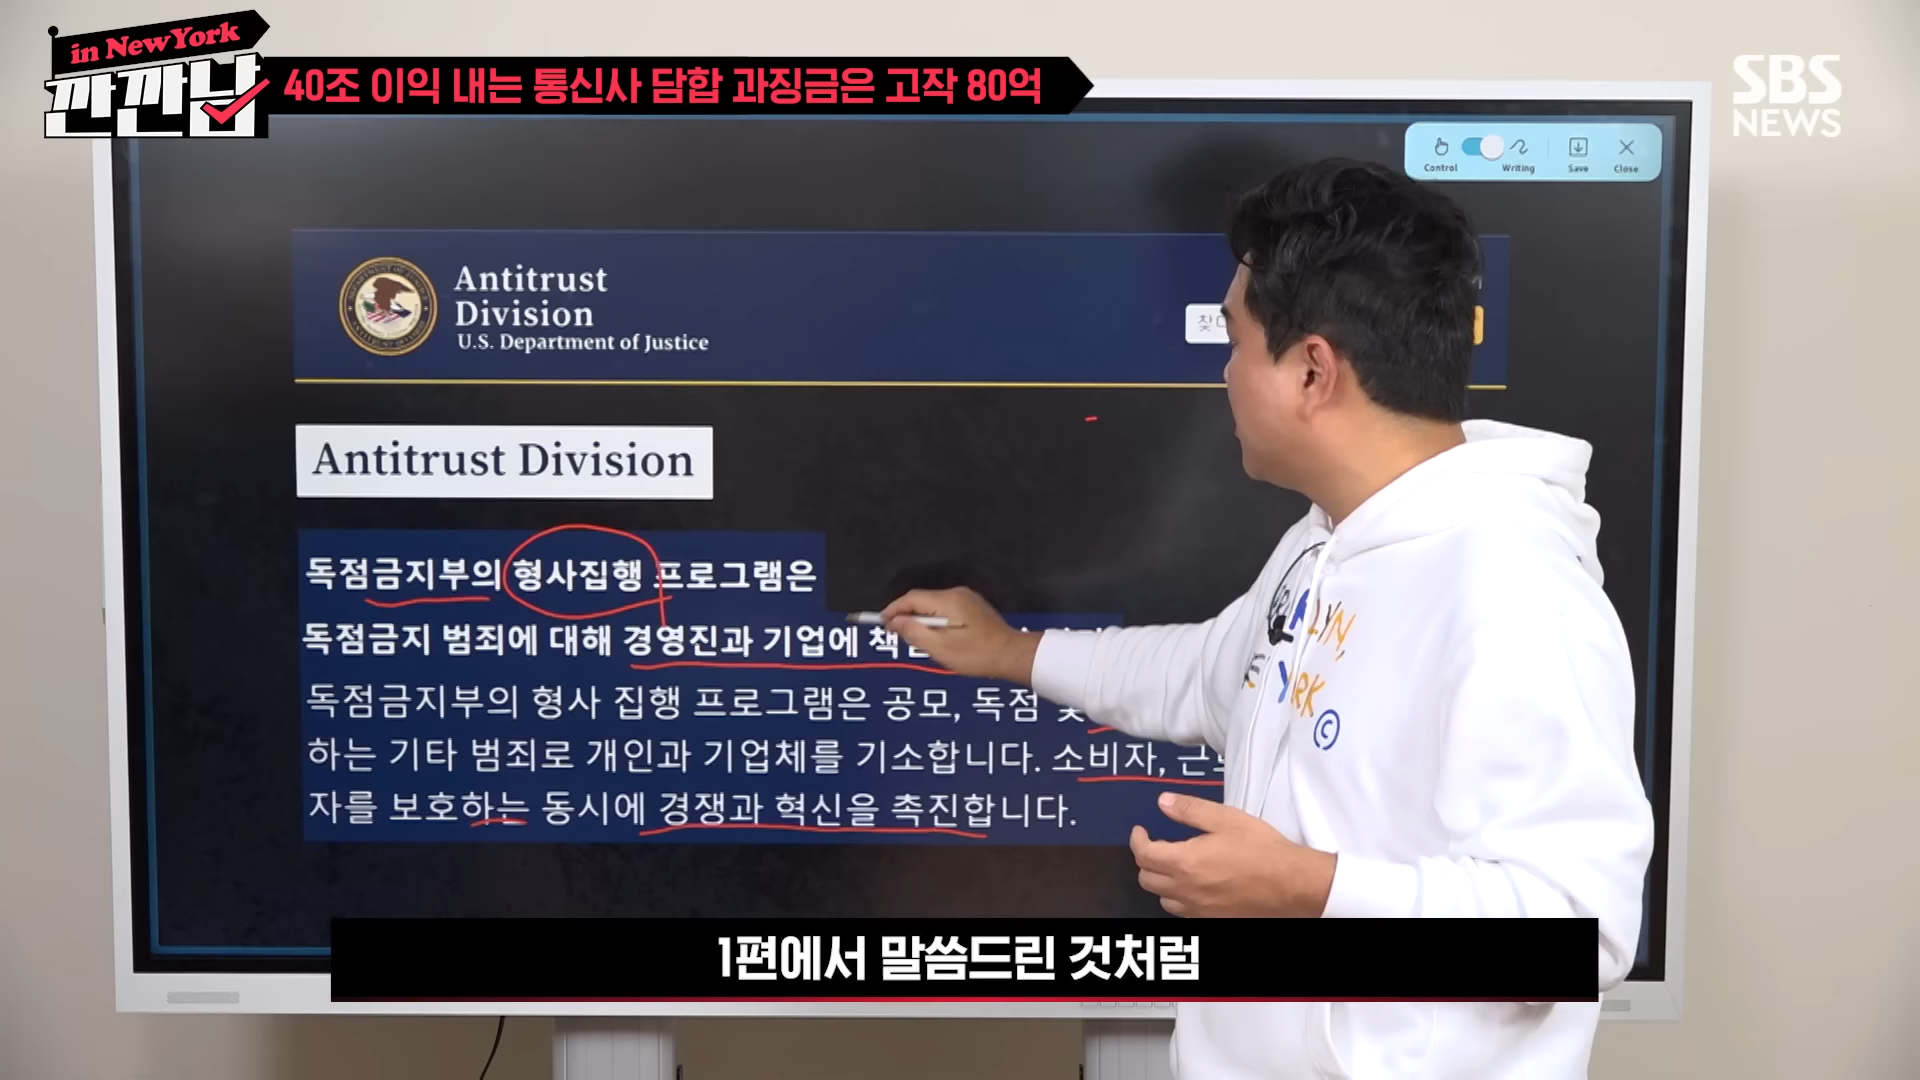 in New York
깐깐남
40조 이익 내는 통신사 담합 과징금은 고작 80억
SBS
NEWS
Control
Writing
Save
Close
Antitrust
Division
U.S. Department of Justice
Antitrust Division
독점금지부의 형사집행 프로그램은
독점금지 범죄에 대해 경영진과 기업에
독점금지부의 형사 집행 프로그램은 공모, 독점 및
하는 기타 범죄로 개인과 기업체를 기소합니다. 소비자,
자를 보호하는 동시에 경쟁과 혁신을 촉진합니다.
1편에서 말씀드린 것처럼